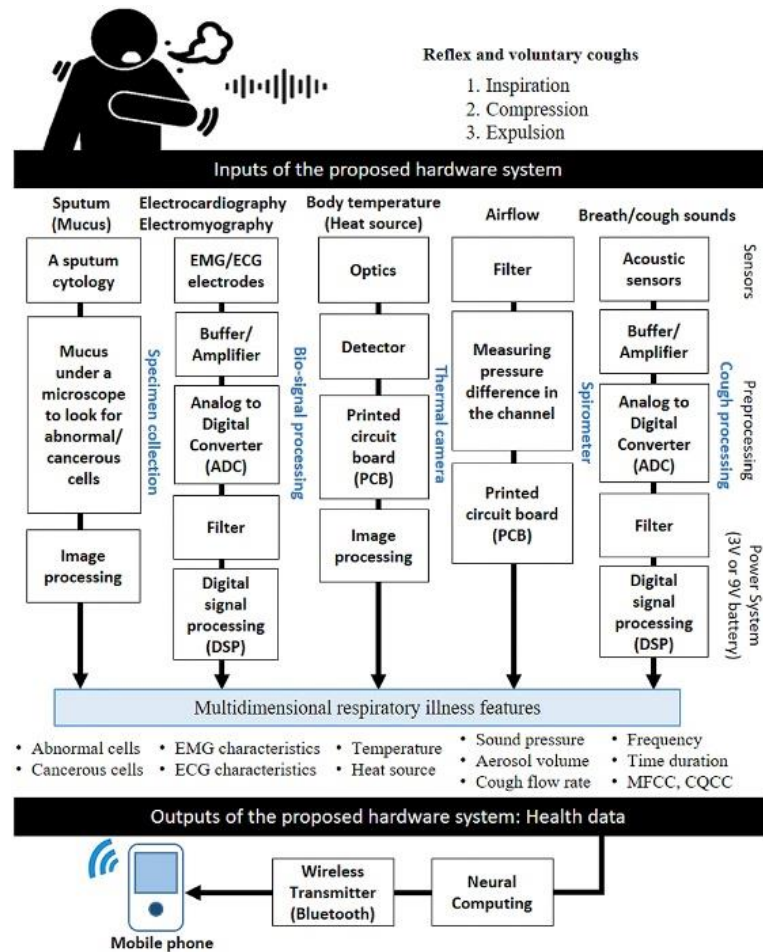 Reflex and voluntary coughs
1. Inspiration
2. Compression
3. Expulsion
Inputs of the proposed hardware system
Sputum
(Mucus)
A sputum
cytology
Mucus
under a
microscope
to look for
abnormal/
cancerous
cells
Image
processing
Specimen collection
Electrocardiography
Electromyography
EMG/ECG
electrodes
Buffer/
Amplifier
Analog to
Digital
Converter
(ADC)
Filter
Digital
signal
processing
(DSP)
Bio-signal processing
Body temperature
(Heat source)
Optics
Detector
Printed
circuit
board
(PCB)
Image
processing
Thermal camera
Airflow
Filter
Measuring
pressure
difference in
the channel
Printed
circuit board
(PCB)
Spirometer
Breath/cough sounds
Acoustic
sensors
Buffer/
Amplifier
Analog to
Digital
Converter
(ADC)
Filter
Digital
signal
processing
(DSP)
Cough processing
Sensors
Preprocessing
Power System
(3V or 9V battery)
Multidimensional respiratory illness features
• Abnormal cells
• Cancerous cells
• EMG characteristics
• ECG characteristics
• Temperature
• Heat source
• Sound pressure
• Aerosol volume
• Cough flow rate
• Frequency
• Time duration
• MFCC, CQCC
Outputs of the proposed hardware system: Health data
Mobile phone
Wireless
Transmitter
(Bluetooth)
Neural
Computing